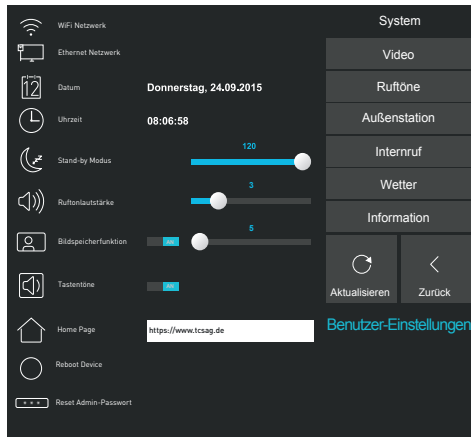 WiFi Netzwerk
Ethernet Netzwerk
12
Datum
Donnerstag, 24.09.2015
Uhrzeit
08:06:58
Stand-by Modus
120
Ruftonlautstärke
3
Bildspeicherfunktion
AN
5
Tastentöne
AN
Home Page
https://www.tcsag.de
Reboot Device
* * *
Reset Admin-Passwort
System
Video
Ruftöne
Außenstation
Internruf
Wetter
Information
Aktualisieren
Zurück
Benutzer-Einstellungen